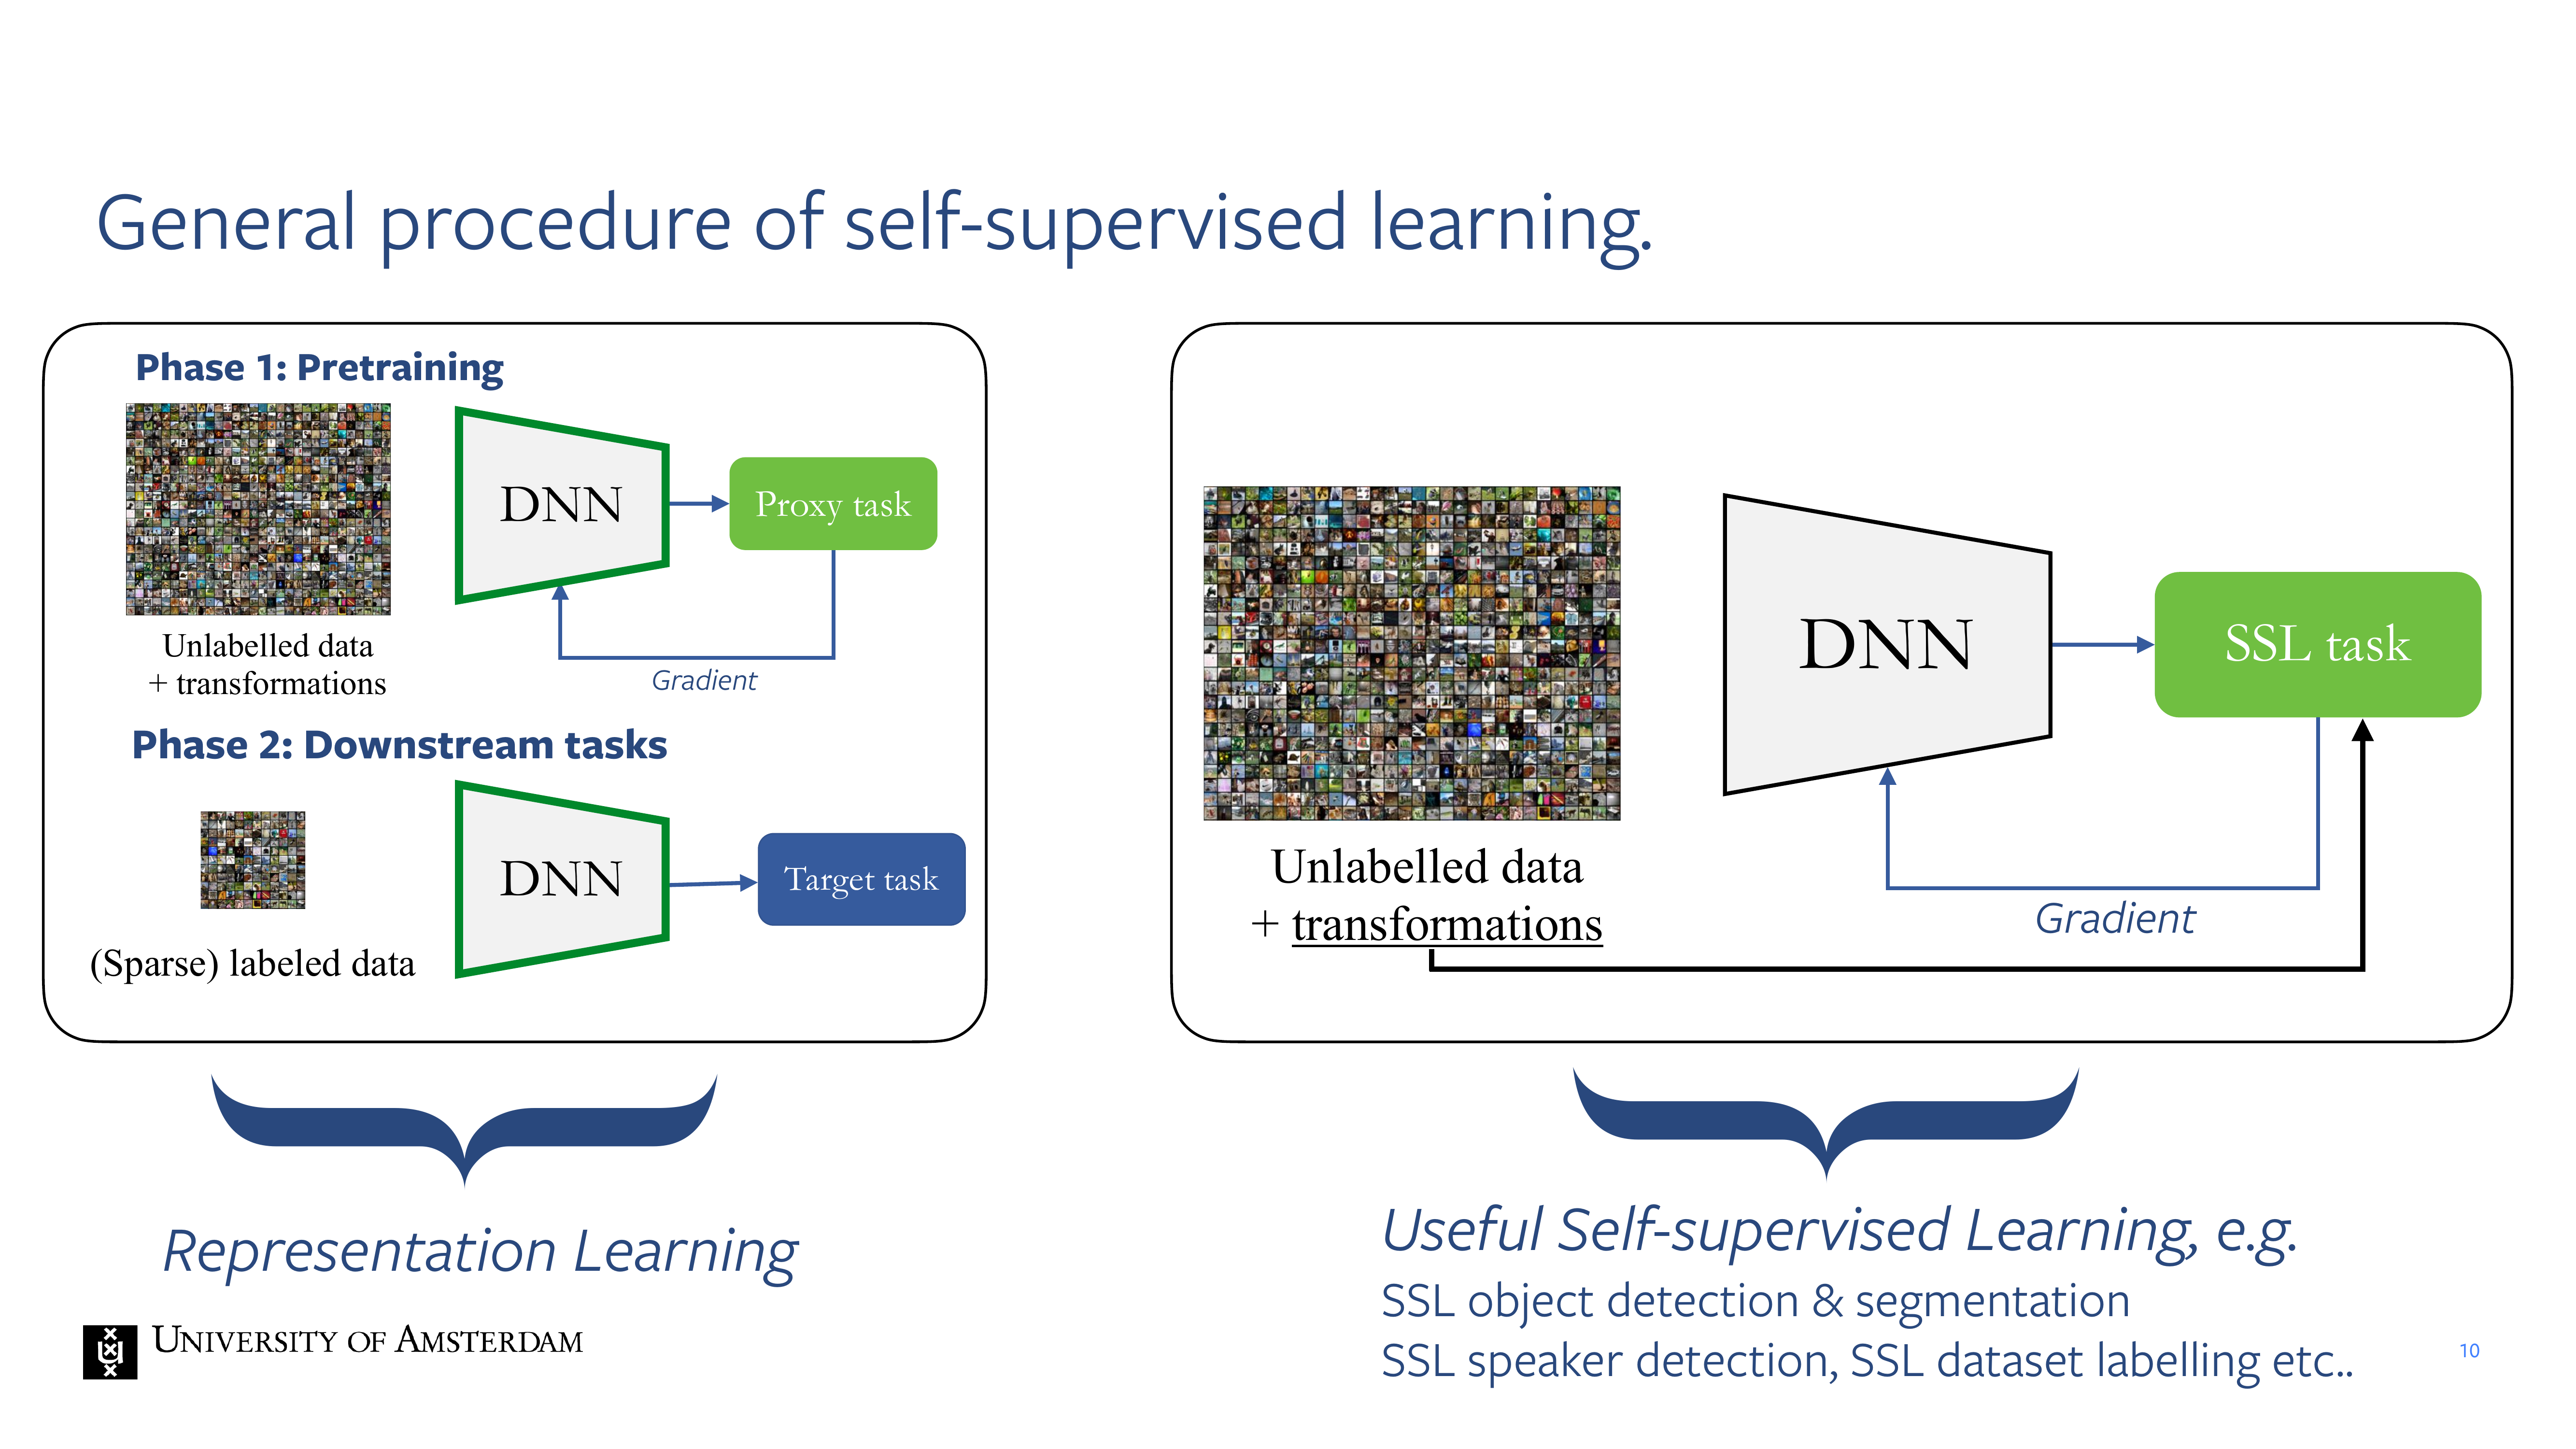 General procedure of self-supervised learning.
Phase 1: Pretraining
DNN
Proxy task
Unlabelled data
+ transformations
Gradient
Phase 2: Downstream tasks
DNN
Target task
(Sparse) labeled data
Representation Learning
DNN
SSL task
Unlabelled data
+ transformations
Gradient
Useful Self-supervised Learning, e.g.
SSL object detection & segmentation
SSL speaker detection, SSL dataset labelling etc..
UNIVERSITY OF AMSTERDAM
10